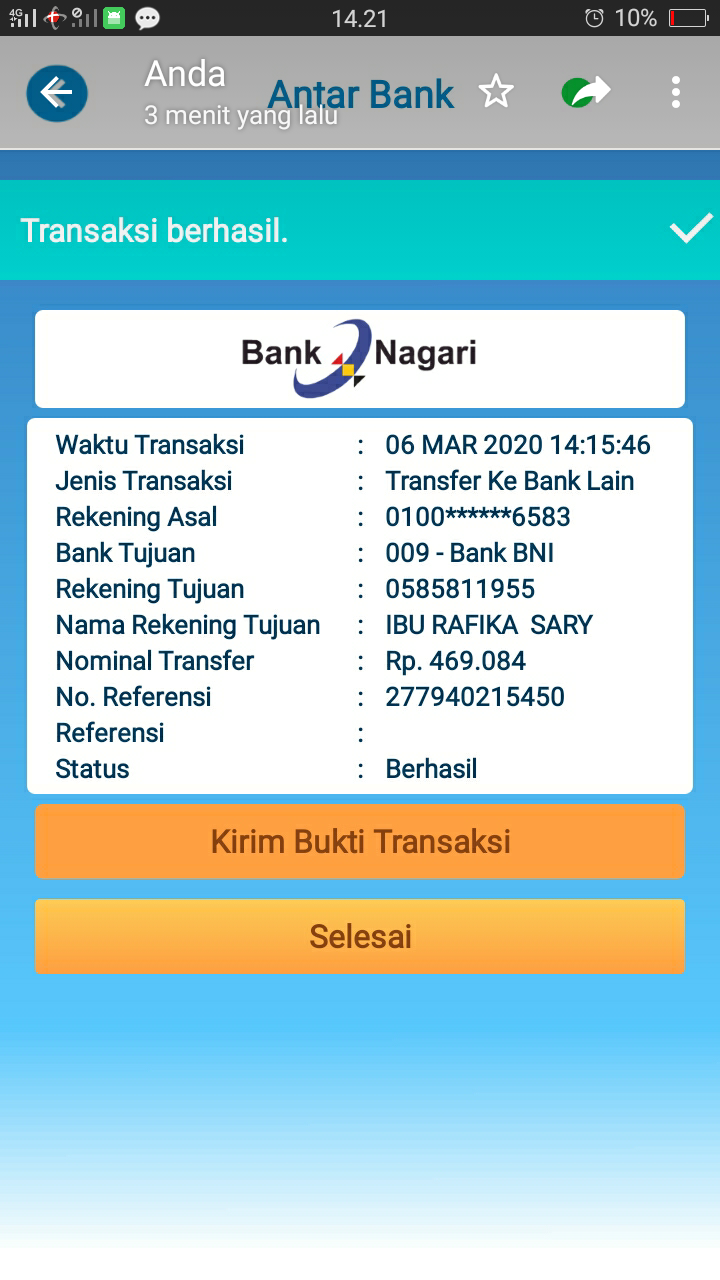 4G 14.21 10%
Anda
Antar Bank
3 menit yang lalu
Transaksi berhasil.
Bank Nagari
Waktu Transaksi : 06 MAR 2020 14:15:46
Jenis Transaksi : Transfer Ke Bank Lain
Rekening Asal : 0100******6583
Bank Tujuan : 009 - Bank BNI
Rekening Tujuan : 0585811955
Nama Rekening Tujuan : IBU RAFIKA SARY
Nominal Transfer : Rp. 469.084
No. Referensi : 277940215450
Referensi :
Status : Berhasil
Kirim Bukti Transaksi
Selesai